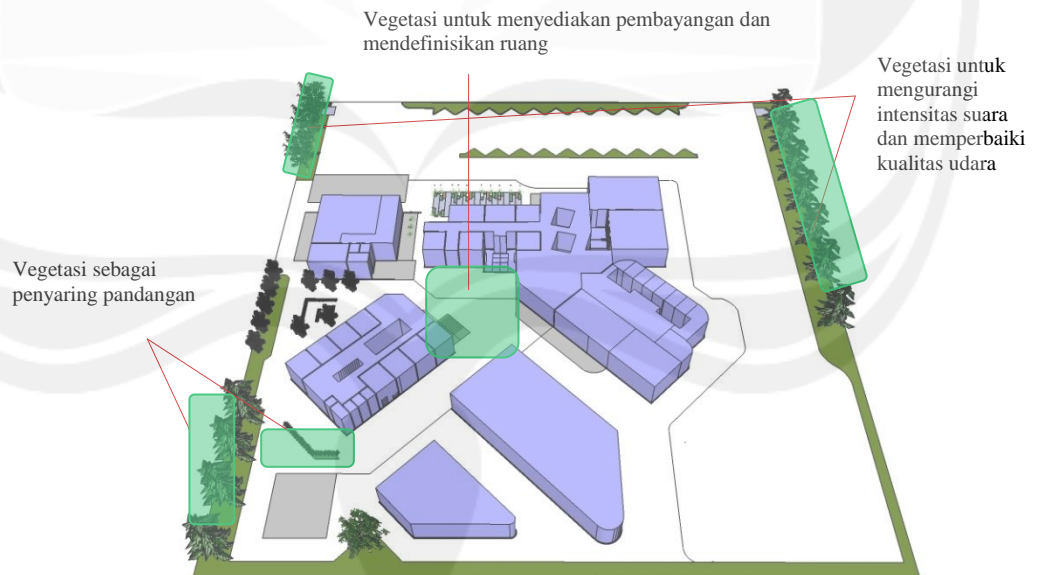 Vegetasi untuk menyediakan pembayangan dan
mendefinisikan ruang
Vegetasi untuk
mengurangi
intensitas suara
dan memperbaiki
kualitas udara
Vegetasi sebagai
penyaring pandangan